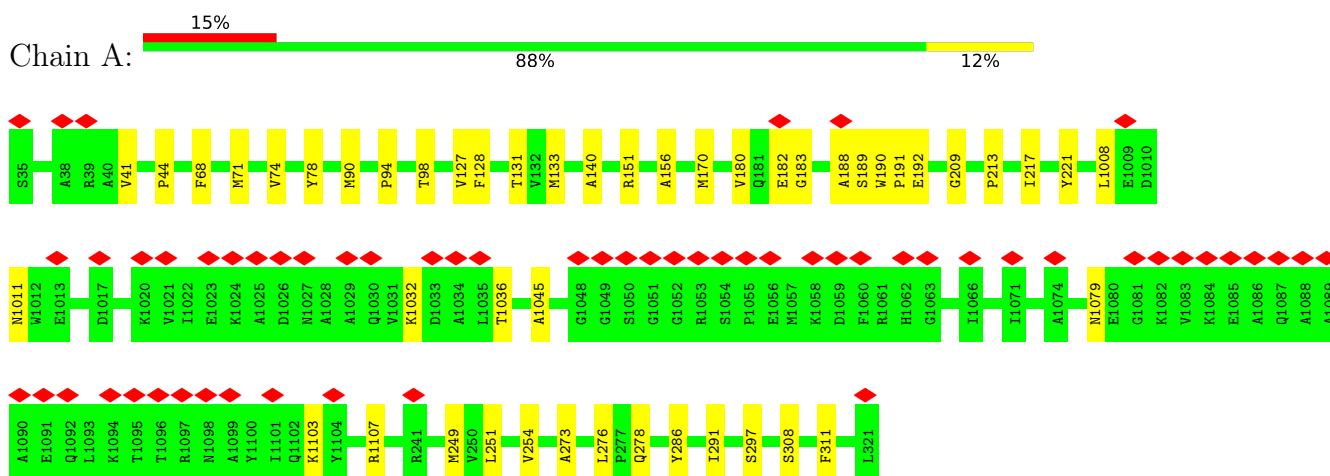 15%
Chain A:
88% 12%
S35 A38 R39 A40 V41 P44 F68 M71 V74 Y78 M90 P94 T98 V127 F128 T131 V132 M133 A140 R151 A156 M170 V180 Q181 E182 G183 A188 S189 W190 P191 E192 G209 P213 I217 Y221 L1008 E1009 D1010
N1011 W1012 E1013 D1017 K1020 V1021 I1022 E1023 K1024 A1025 D1026 N1027 A1028 A1029 Q1030 V1031 K1032 D1033 A1034 L1035 T1036 A1045 G1048 G1049 S1050 G1051 G1052 R1053 S1054 P1055 E1056 M1057 K1058 D1059 F1060 R1061 H1062 G1063 I1066 I1071 A1074 N1079 E1080 G1081 K1082 V1083 K1084 E1085 A1086 Q1087 A1088 A1089
A1090 E1091 Q1092 L1093 K1094 T1095 T1096 R1097 N1098 A1099 Y1100 I1101 Q1102 K1103 Y1104 R1107 R241 M249 V250 L251 V254 A273 L276 P277 Q278 Y286 I291 S297 S308 F311 L321